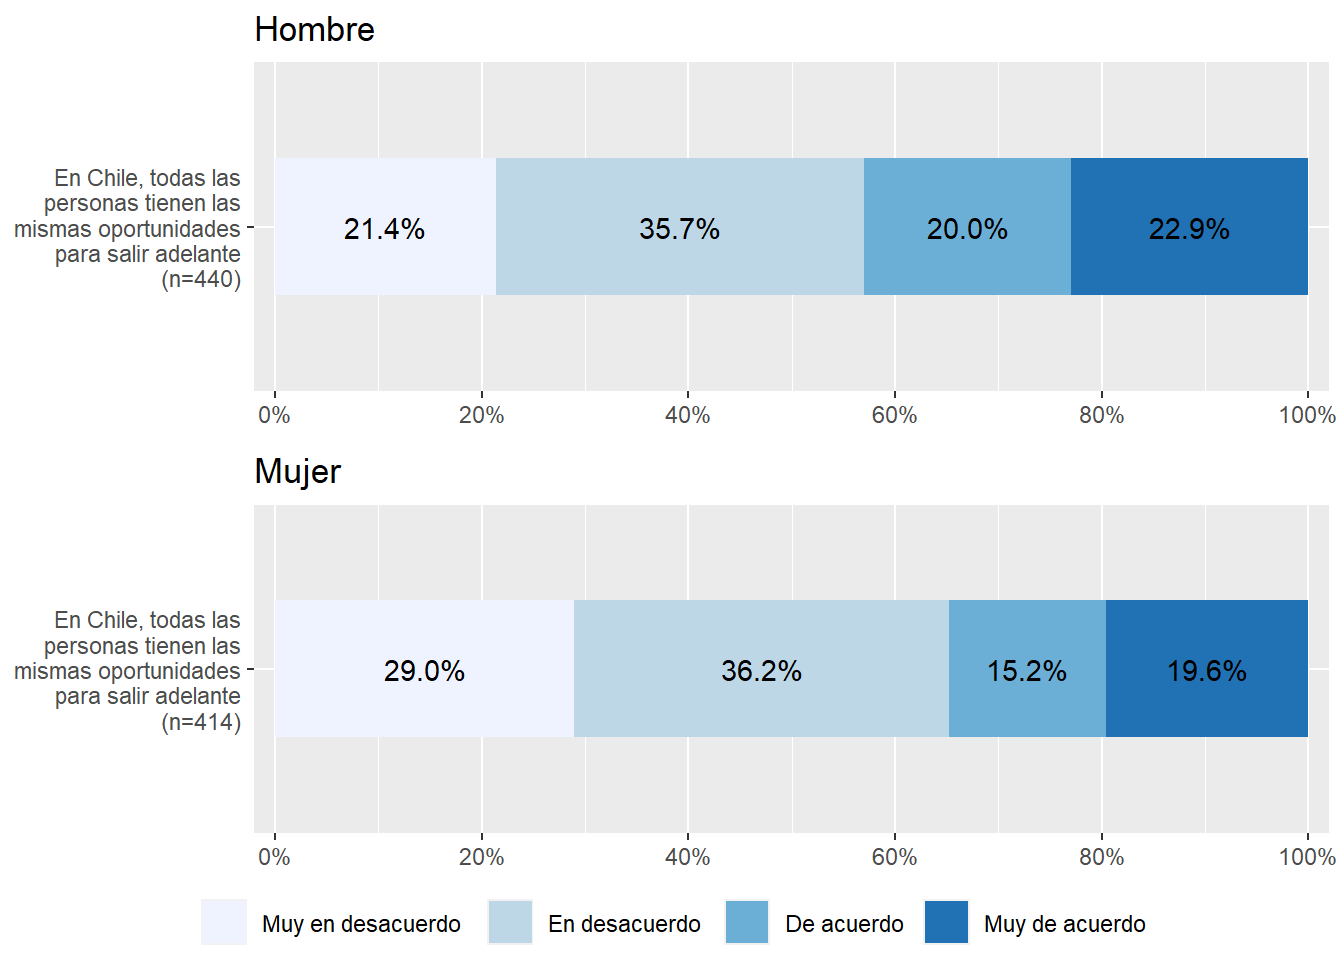 Hombre
En Chile, todas las
personas tienen las
mismas oportunidades
para salir adelante
(n=440)
21.4% 35.7% 20.0% 22.9%
0% 20% 40% 60% 80% 100%
Mujer
En Chile, todas las
personas tienen las
mismas oportunidades
para salir adelante
(n=414)
29.0% 36.2% 15.2% 19.6%
0% 20% 40% 60% 80% 100%
Muy en desacuerdo En desacuerdo De acuerdo Muy de acuerdo